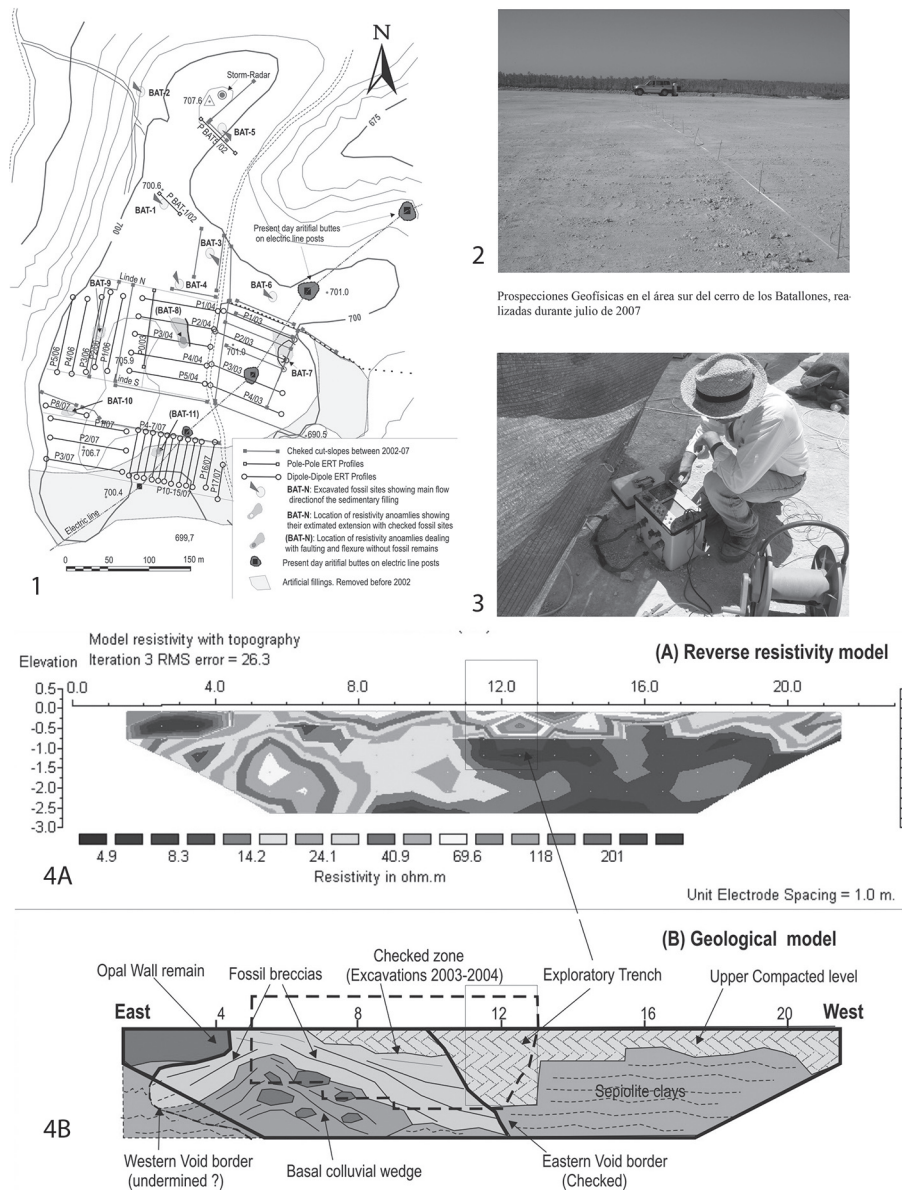 N
Storm-Radar
707.6
BAT-2
BAT-5
P BAT5 /02
675
700.6
P BAT-1/02
BAT-1
700
BAT-3
Present day aritifial buttes
on electric line posts
BAT-9
Linde N
BAT-4
BAT-6
701.0
700
P1/04
P1/03
(BAT-8)
P2/04
P2/03
P3/04
701.0
P5/06
P4/06
P3/06
P2/06
P1/06
705.9
P0/03
P4/04
P3/03
BAT-7
Linde S
P5/04
P4/03
BAT-10
P8/07
(BAT-11)
P1/07
P4-7/07
690.5
P2/07
706.7
P3/07
P16/07
P17/07
700.4
P10-15/07
Electric line
699,7
0 50 100 150 m
1
Cheked cut-slopes between 2002-07
Pole-Pole ERT Profiles
Dipole-Dipole ERT Profiles
BAT-N: Excavated fossil sites showing main flow
directionof the sedimentary filling
BAT-N: Location of resistivity anoamlies showing
their extimated extension with checked fossil sites
(BAT-N): Location of resistivity anoamlies dealing
with faulting and flexure without fossil remains
Present day aritifial buttes on electric line posts
Artificial fillings. Removed before 2002
2
Prospecciones Geofísicas en el área sur del cerro de los Batallones, rea-
lizadas durante julio de 2007
3
Model resistivity with topography
Iteration 3 RMS error = 26.3
(A) Reverse resistivity model
Elevation
0.0 4.0 8.0 12.0 16.0 20.0
0.5
0.0
-0.5
-1.0
-1.5
-2.0
-2.5
-3.0
4.9 8.3 14.2 24.1 40.9 69.6 118 201
Resistivity in ohm.m
4A
Unit Electrode Spacing = 1.0 m.
(B) Geological model
Opal Wall remain
Fossil breccias
Checked zone
(Excavations 2003-2004)
Exploratory Trench
Upper Compacted level
East
4 8 12 16 20
West
Sepiolite clays
4B
Western Void border
(undermined ?)
Basal colluvial wedge
Eastern Void border
(Checked)